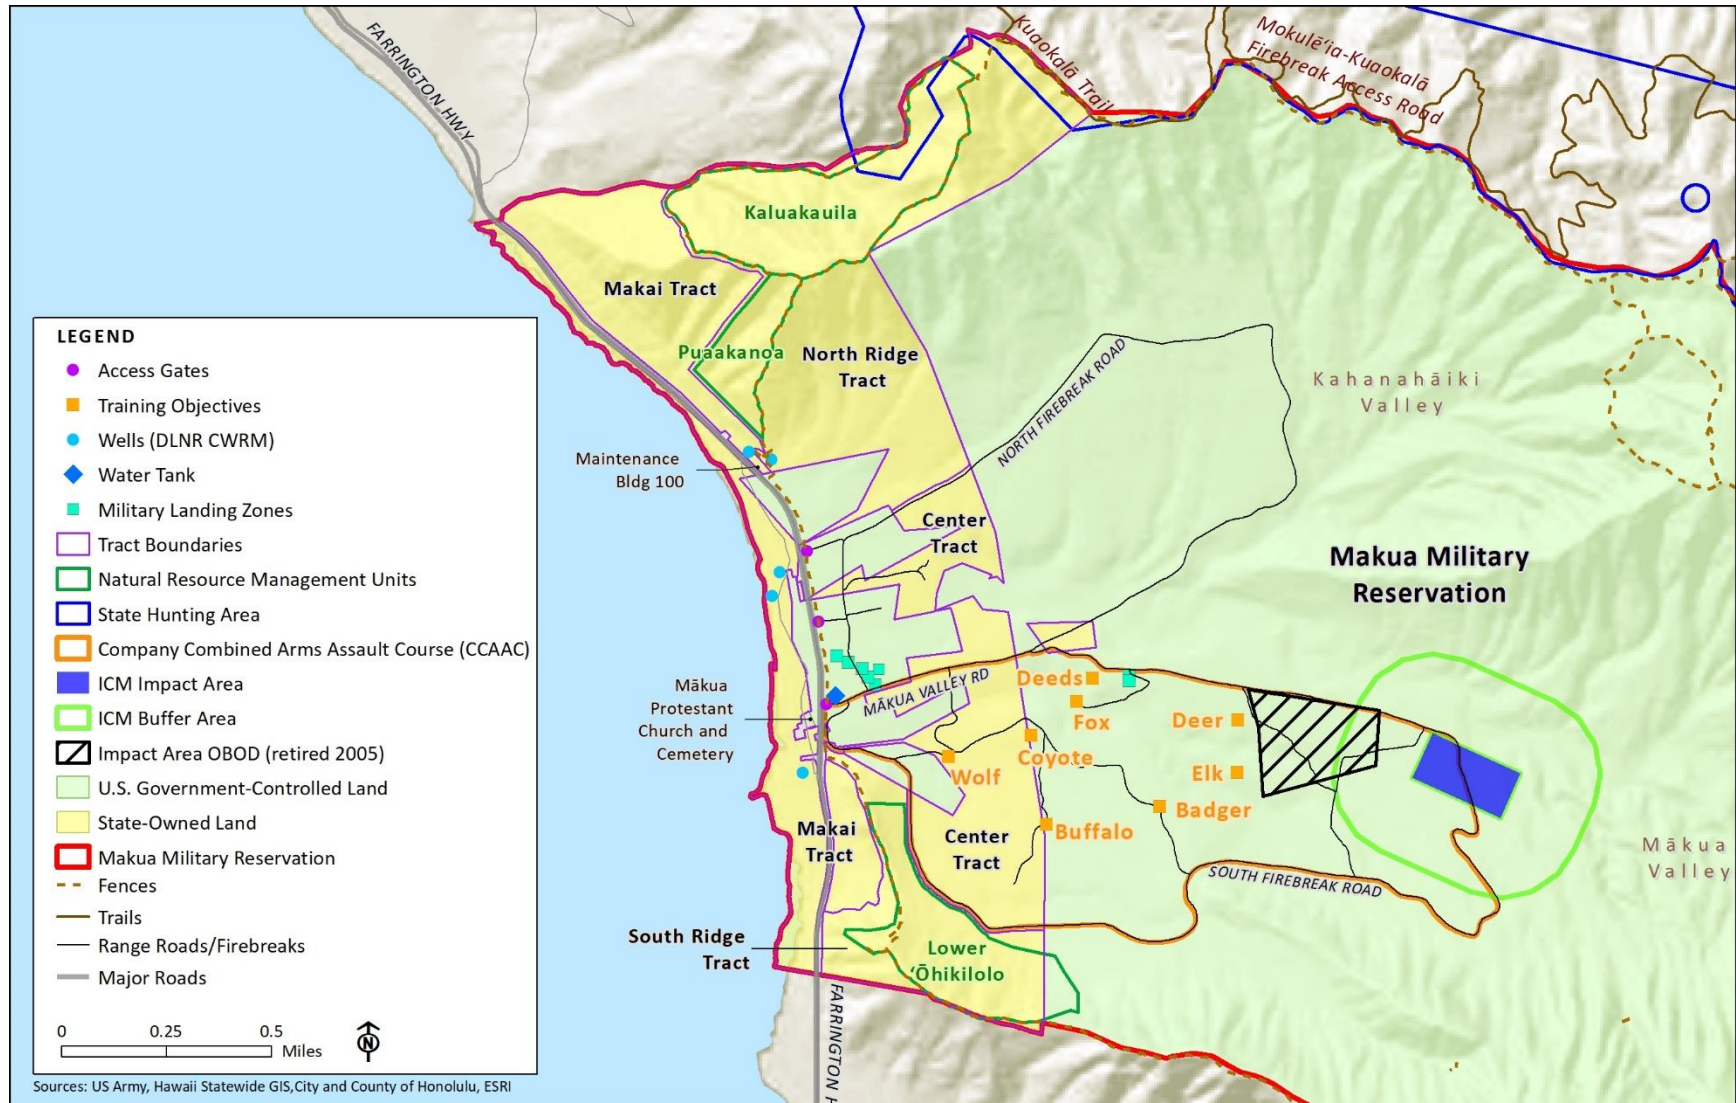 FARRINGTON HWY
Kuaokalā Trail
Mokulē‘ia-Kuaokalā
Firebreak Access Road
Kaluakauila
Makai Tract
Puaakanoa
North Ridge
Tract
NORTH FIREBREAK ROAD
Kahanahāiki
Valley
Maintenance
Bldg 100
Center
Tract
Makua Military
Reservation
Mākua
Protestant
Church and
Cemetery
MĀKUA VALLEY RD
Deeds
Fox
Deer
Coyote
Wolf
Elk
Badger
Buffalo
Makai
Tract
Center
Tract
SOUTH FIREBREAK ROAD
Mākua
Valley
South Ridge
Tract
Lower
‘Ōhikilolo
FARRINGTON H
LEGEND
Access Gates
Training Objectives
Wells (DLNR CWRM)
Water Tank
Military Landing Zones
Tract Boundaries
Natural Resource Management Units
State Hunting Area
Company Combined Arms Assault Course (CCAAC)
ICM Impact Area
ICM Buffer Area
Impact Area OBOD (retired 2005)
U.S. Government-Controlled Land
State-Owned Land
Makua Military Reservation
Fences
Trails
Range Roads/Firebreaks
Major Roads
0 0.25 0.5
Miles
N
Sources: US Army, Hawaii Statewide GIS,City and County of Honolulu, ESRI